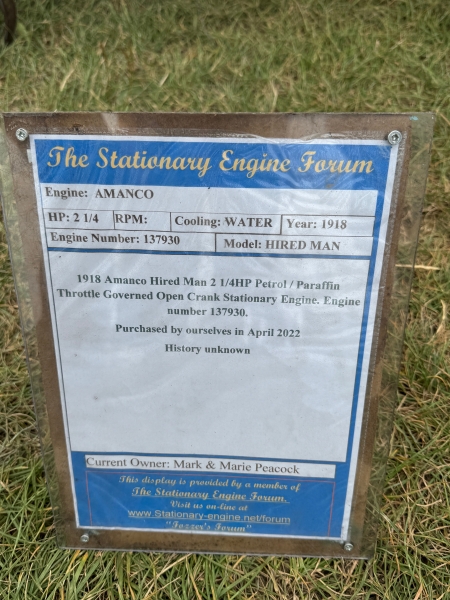 The Stationary Engine Forum
Engine: AMANCO
HP: 2 1/4 RPM: Cooling: WATER Year: 1918
Engine Number: 137930 Model: HIRED MAN
1918 Amanco Hired Man 2 1/4HP Petrol / Paraffin
Throttle Governed Open Crank Stationary Engine. Engine
number 137930.
Purchased by ourselves in April 2022
History unknown
Current Owner: Mark & Marie Peacock
This display is provided by a member of
The Stationary Engine Forum.
Visit us on-line at
www.Stationary-engine.net/forum
"Fozzer's Forum"